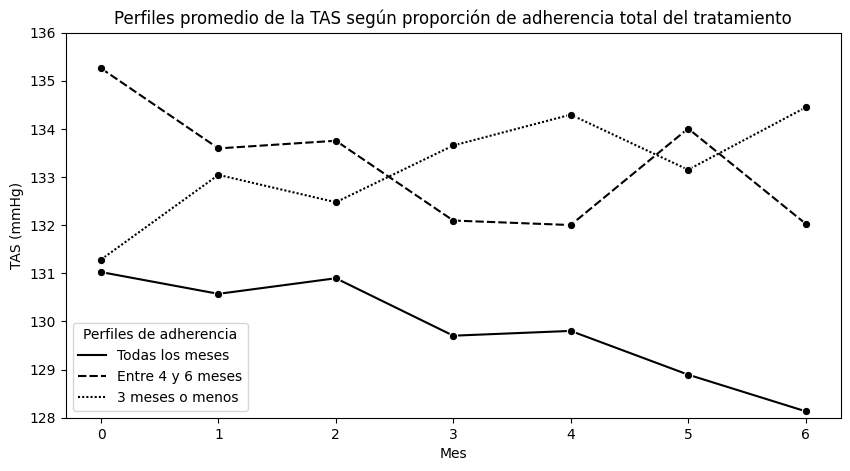 Perfiles promedio de la TAS según proporción de adherencia total del tratamiento
136
135
134
133
132
131
130
129
128
TAS (mmHg)
Perfiles de adherencia
Todas los meses
Entre 4 y 6 meses
3 meses o menos
0 1 2 3 4 5 6
Mes